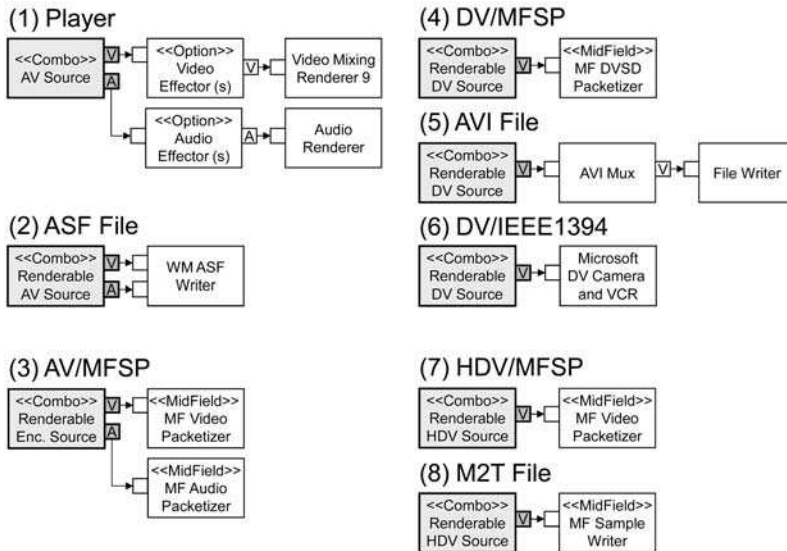 (1) Player
<<Combo>>
AV Source
V
A
<<Option>>
Video
Effector (s)
V
Video Mixing
Renderer 9
<<Option>>
Audio
Effector (s)
A
Audio
Renderer
(2) ASF File
<<Combo>>
Renderable
AV Source
V
A
WM ASF
Writer
(3) AV/MFSP
<<Combo>>
Renderable
Enc. Source
V
A
<<MidField>>
MF Video
Packetizer
<<MidField>>
MF Audio
Packetizer
(4) DV/MFSP
<<Combo>>
Renderable
DV Source
V
<<MidField>>
MF DVSD
Packetizer
(5) AVI File
<<Combo>>
Renderable
DV Source
V
AVI Mux
V
File Writer
(6) DV/IEEE1394
<<Combo>>
Renderable
DV Source
V
Microsoft
DV Camera
and VCR
(7) HDV/MFSP
<<Combo>>
Renderable
HDV Source
V
<<MidField>>
MF Video
Packetizer
(8) M2T File
<<Combo>>
Renderable
HDV Source
V
<<MidField>>
MF Sample
Writer